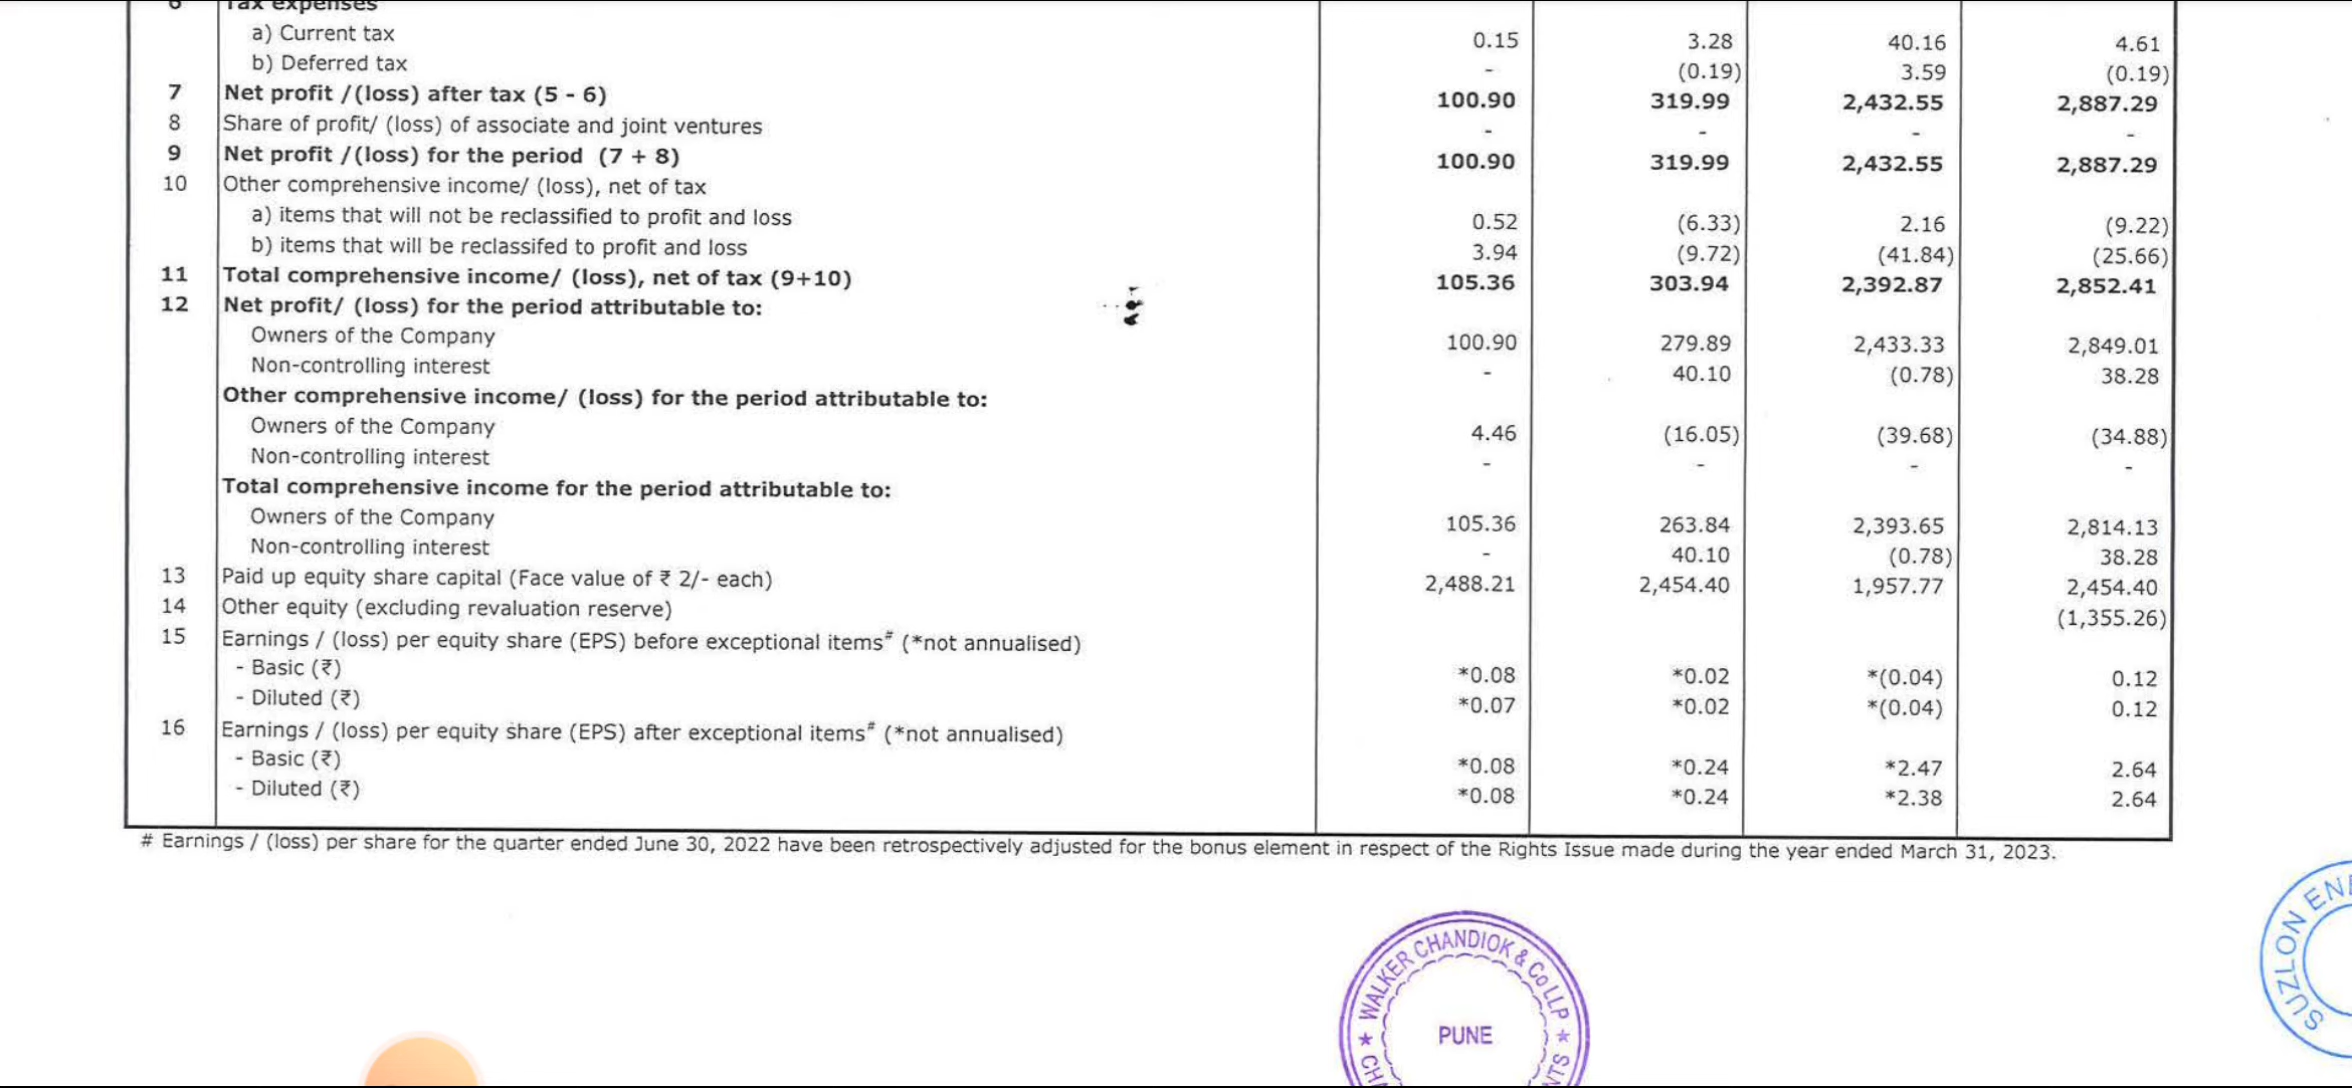 6 Tax expenses
a) Current tax 0.15 3.28 40.16 4.61
b) Deferred tax - (0.19) 3.59 (0.19)
7 Net profit /(loss) after tax (5 - 6) 100.90 319.99 2,432.55 2,887.29
8 Share of profit/ (loss) of associate and joint ventures - - - -
9 Net profit /(loss) for the period (7 + 8) 100.90 319.99 2,432.55 2,887.29
10 Other comprehensive income/ (loss), net of tax
a) items that will not be reclassified to profit and loss 0.52 (6.33) 2.16 (9.22)
b) items that will be reclassifed to profit and loss 3.94 (9.72) (41.84) (25.66)
11 Total comprehensive income/ (loss), net of tax (9+10) 105.36 303.94 2,392.87 2,852.41
12 Net profit/ (loss) for the period attributable to:
Owners of the Company 100.90 279.89 2,433.33 2,849.01
Non-controlling interest - 40.10 (0.78) 38.28
Other comprehensive income/ (loss) for the period attributable to:
Owners of the Company 4.46 (16.05) (39.68) (34.88)
Non-controlling interest - - - -
Total comprehensive income for the period attributable to:
Owners of the Company 105.36 263.84 2,393.65 2,814.13
Non-controlling interest - 40.10 (0.78) 38.28
13 Paid up equity share capital (Face value of ₹ 2/- each) 2,488.21 2,454.40 1,957.77 2,454.40
14 Other equity (excluding revaluation reserve) (1,355.26)
15 Earnings / (loss) per equity share (EPS) before exceptional items# (*not annualised)
- Basic (₹) *0.08 *0.02 *(0.04) 0.12
- Diluted (₹) *0.07 *0.02 *(0.04) 0.12
16 Earnings / (loss) per equity share (EPS) after exceptional items# (*not annualised)
- Basic (₹) *0.08 *0.24 *2.47 2.64
- Diluted (₹) *0.08 *0.24 *2.38 2.64
# Earnings / (loss) per share for the quarter ended June 30, 2022 have been retrospectively adjusted for the bonus element in respect of the Rights Issue made during the year ended March 31, 2023.
WALKER CHANDIOK & CO LLP
PUNE
SUZLON